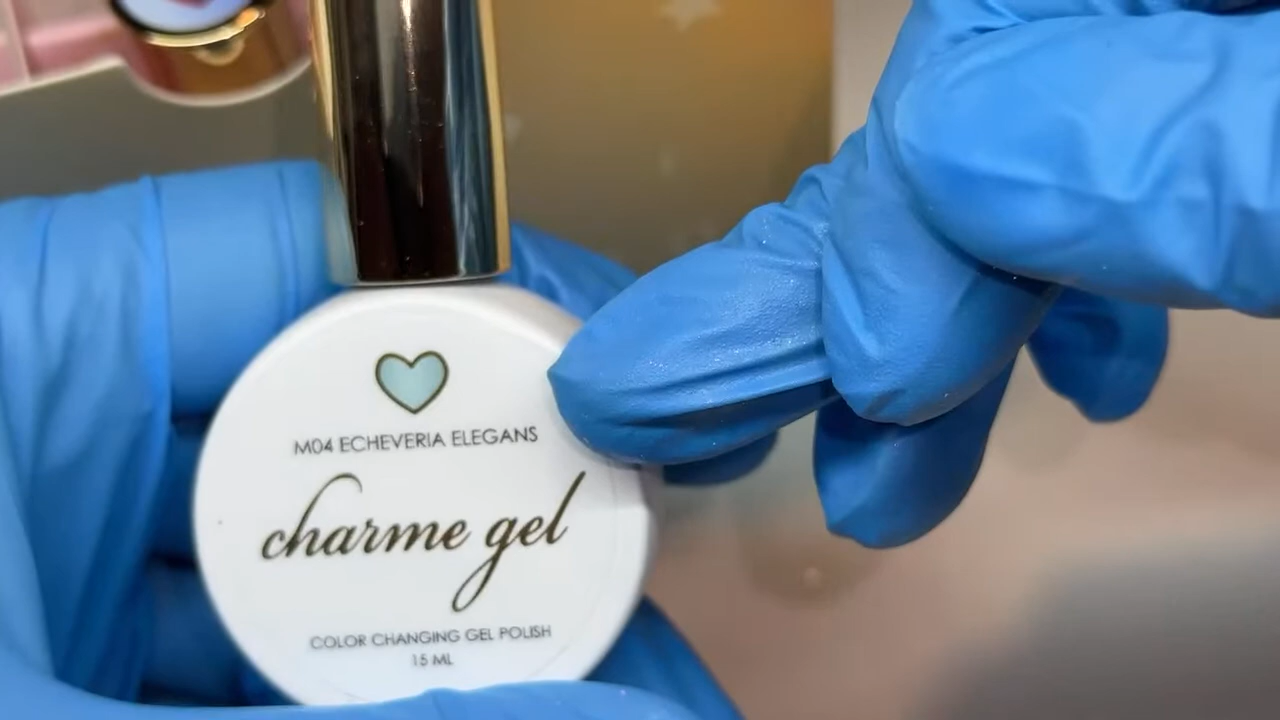 M04 ECHEVERIA ELEGANS
charme gel
COLOR CHANGING GEL POLISH
15 ML